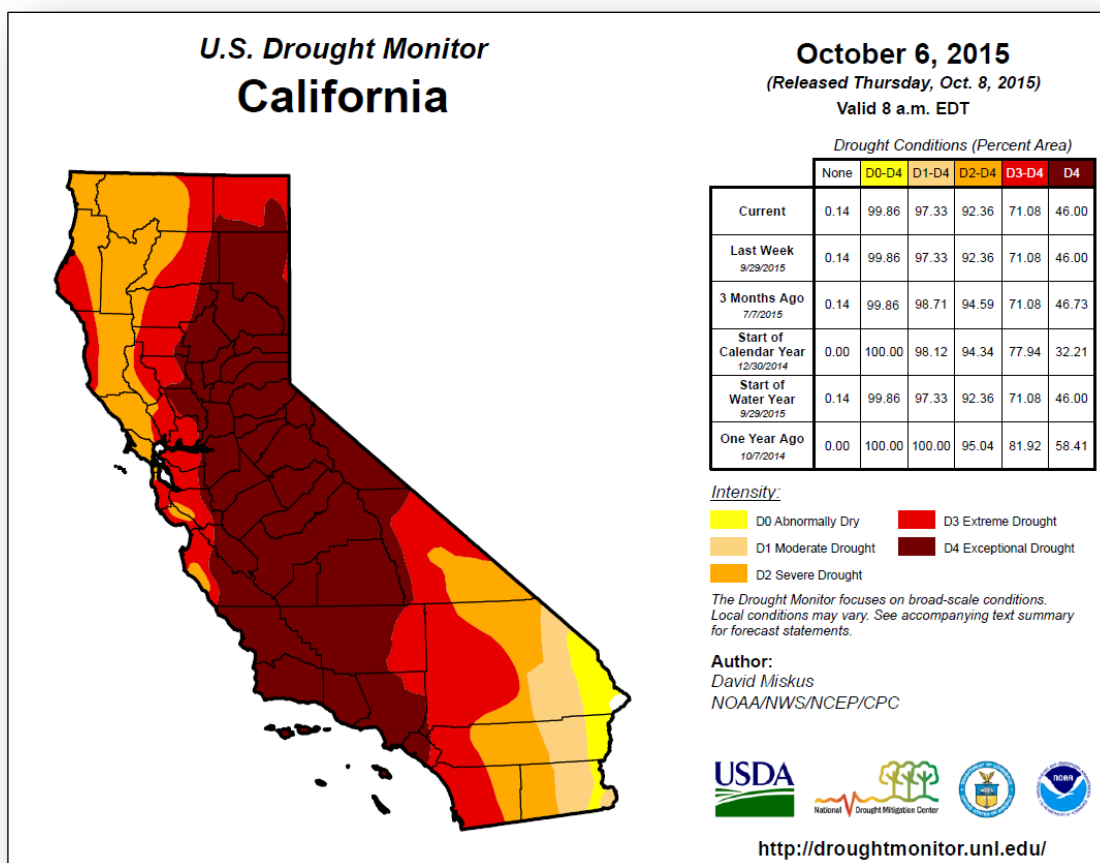 U.S. Drought Monitor
California
October 6, 2015
(Released Thursday, Oct. 8, 2015)
Valid 8 a.m. EDT
Drought Conditions (Percent Area)
None D0-D4 D1-D4 D2-D4 D3-D4 D4
Current 0.14 99.86 97.33 92.36 71.08 46.00
Last Week
9/29/2015
0.14 99.86 97.33 92.36 71.08 46.00
3 Months Ago
7/7/2015
0.14 99.86 98.71 94.59 71.08 46.73
Start of
Calendar Year
12/30/2014
0.00 100.00 98.12 94.34 77.94 32.21
Start of
Water Year
9/29/2015
0.14 99.86 97.33 92.36 71.08 46.00
One Year Ago
10/7/2014
0.00 100.00 100.00 95.04 81.92 58.41
Intensity:
D0 Abnormally Dry
D1 Moderate Drought
D2 Severe Drought
D3 Extreme Drought
D4 Exceptional Drought
The Drought Monitor focuses on broad-scale conditions.
Local conditions may vary. See accompanying text summary
for forecast statements.
Author:
David Miskus
NOAA/NWS/NCEP/CPC
USDA
National Drought Mitigation Center
NOAA
http://droughtmonitor.unl.edu/